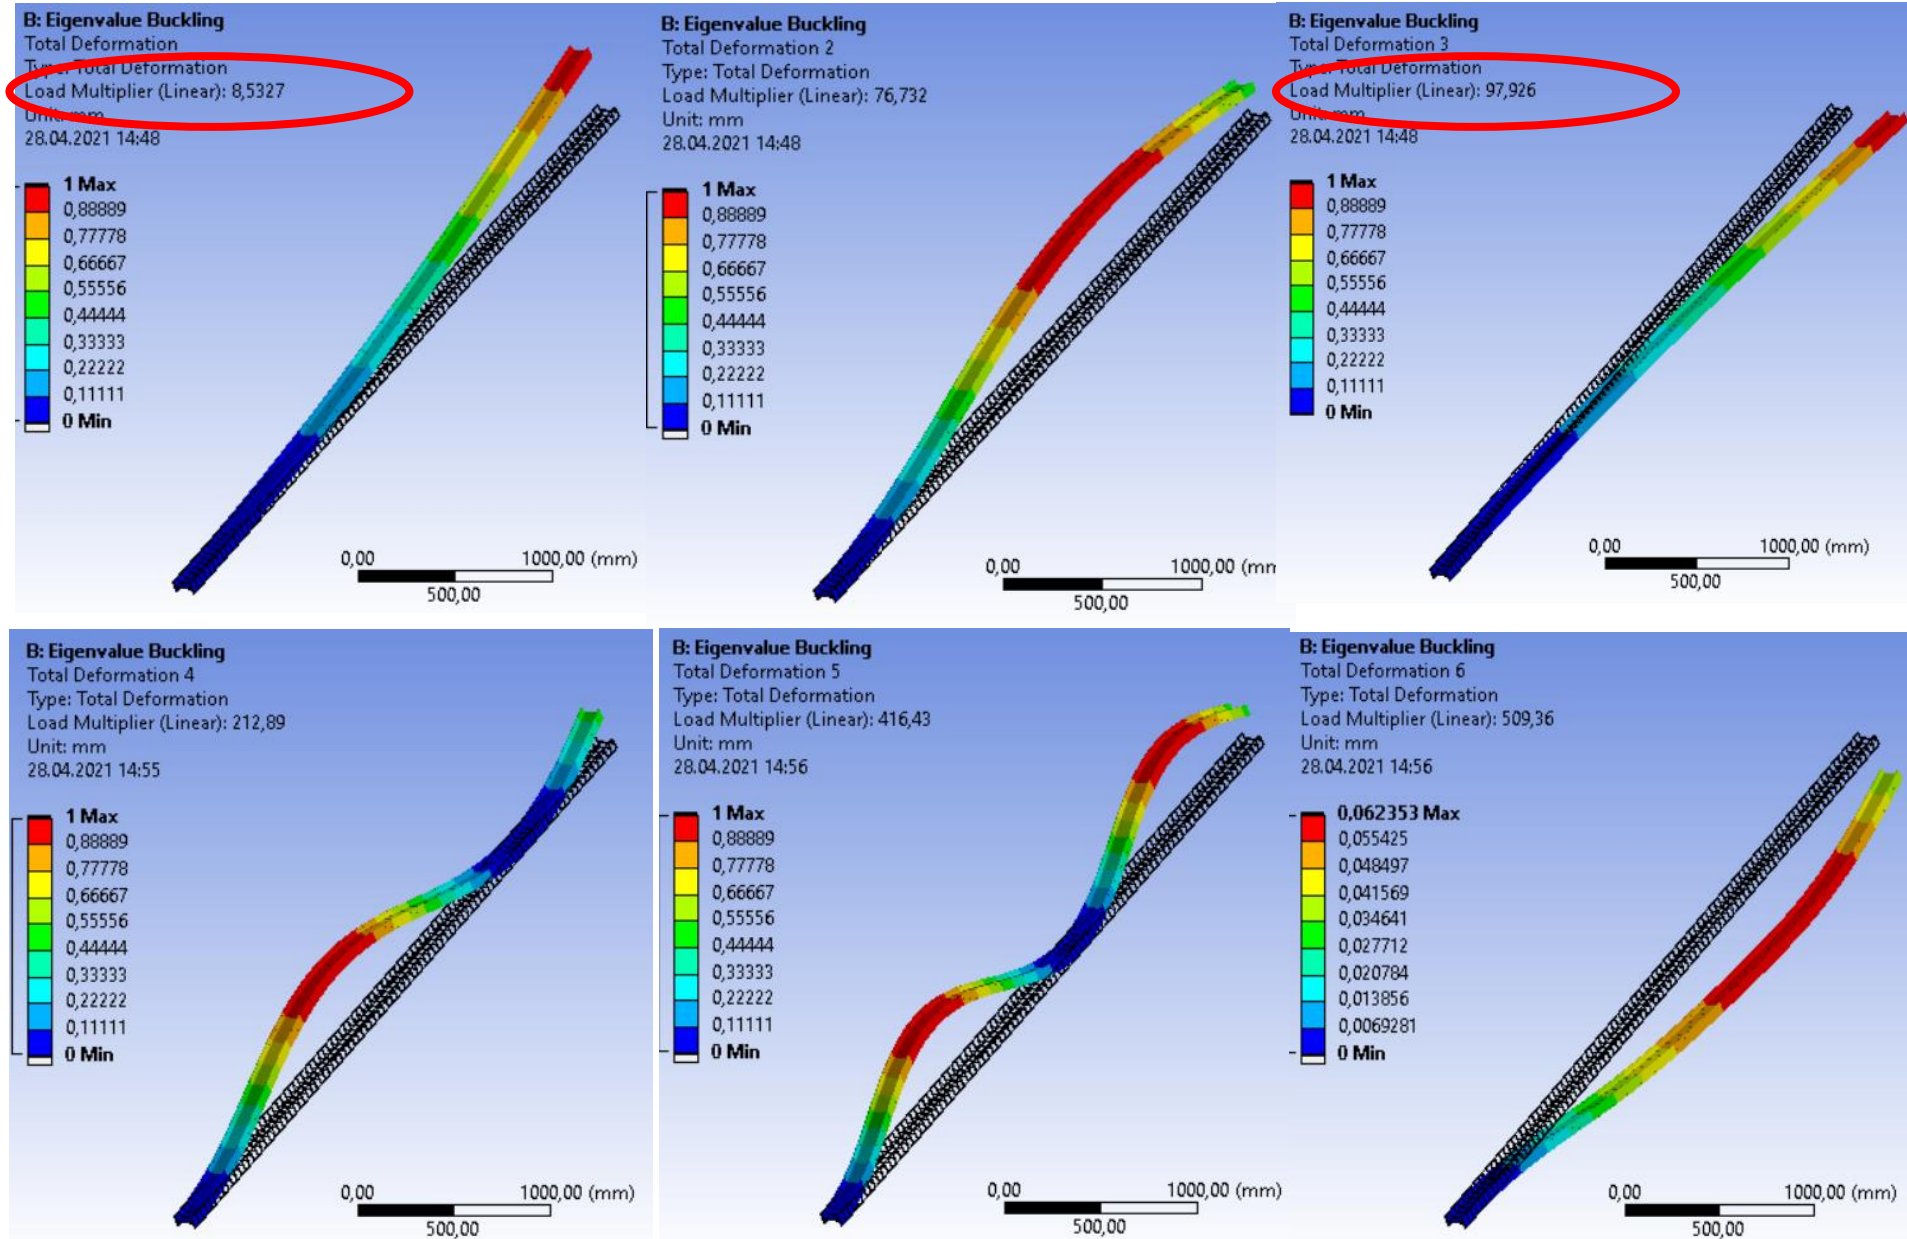 B: Eigenvalue Buckling
Total Deformation
Type: Total Deformation
Load Multiplier (Linear): 8,5327
Unit: mm
28.04.2021 14:48
1 Max
0,88889
0,77778
0,66667
0,55556
0,44444
0,33333
0,22222
0,11111
0 Min
0,00
1000,00 (mm)
500,00
B: Eigenvalue Buckling
Total Deformation 2
Type: Total Deformation
Load Multiplier (Linear): 76,732
Unit: mm
28.04.2021 14:48
1 Max
0,88889
0,77778
0,66667
0,55556
0,44444
0,33333
0,22222
0,11111
0 Min
0,00
1000,00 (mm
500,00
B: Eigenvalue Buckling
Total Deformation 3
Type: Total Deformation
Load Multiplier (Linear): 97,926
Unit: mm
28.04.2021 14:48
1 Max
0,88889
0,77778
0,66667
0,55556
0,44444
0,33333
0,22222
0,11111
0 Min
0,00
1000,00 (mm)
500,00
B: Eigenvalue Buckling
Total Deformation 4
Type: Total Deformation
Load Multiplier (Linear): 212,89
Unit: mm
28.04.2021 14:55
1 Max
0,88889
0,77778
0,66667
0,55556
0,44444
0,33333
0,22222
0,11111
0 Min
0,00
1000,00 (mm)
500,00
B: Eigenvalue Buckling
Total Deformation 5
Type: Total Deformation
Load Multiplier (Linear): 416,43
Unit: mm
28.04.2021 14:56
1 Max
0,88889
0,77778
0,66667
0,55556
0,44444
0,33333
0,22222
0,11111
0 Min
0,00
1000,00 (mm)
500,00
B: Eigenvalue Buckling
Total Deformation 6
Type: Total Deformation
Load Multiplier (Linear): 509,36
Unit: mm
28.04.2021 14:56
0,062353 Max
0,055425
0,048497
0,041569
0,034641
0,027712
0,020784
0,013856
0,0069281
0 Min
0,00
1000,00 (mm)
500,00